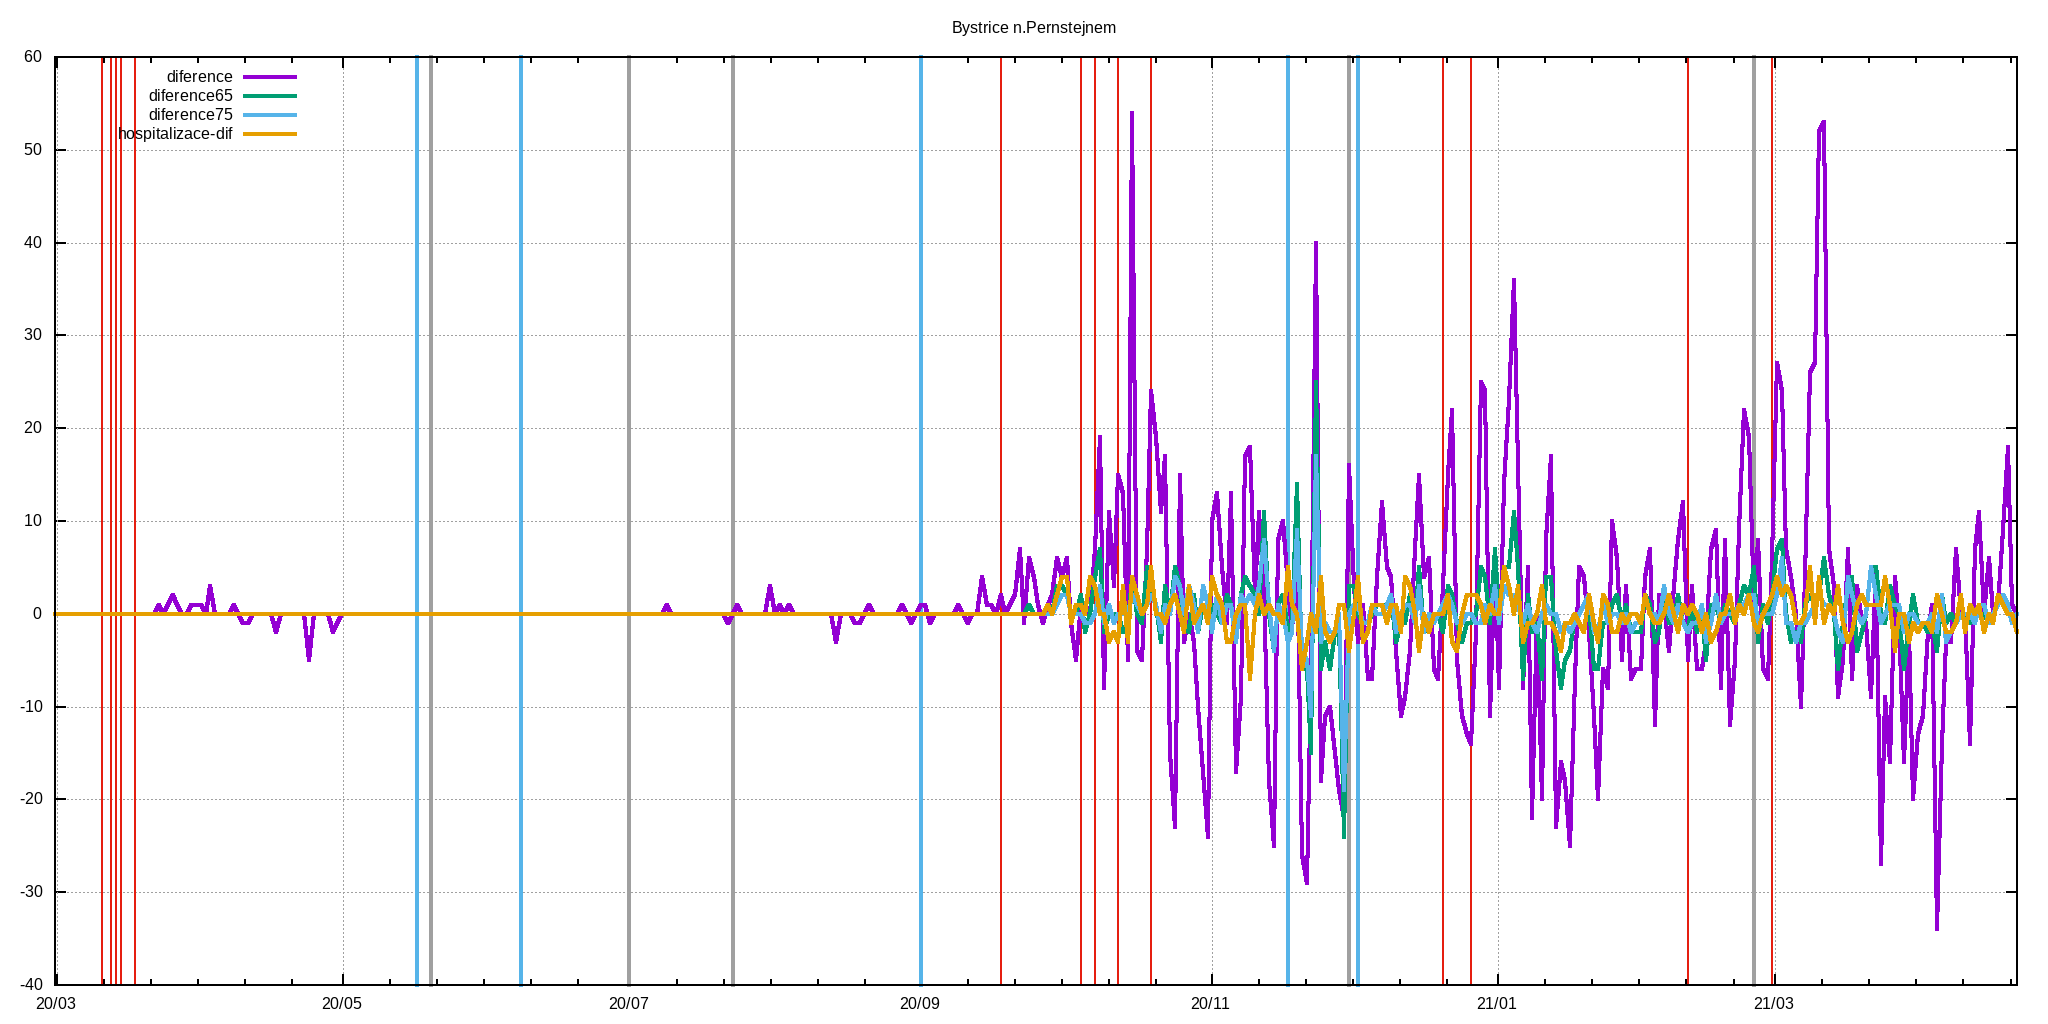 Bystrice n.Pernstejnem
60
diference
diference65
diference75
hospitalizace-dif
50
40
30
20
10
0
-10
-20
-30
-40
20/03 20/05 20/07 20/09 20/11 21/01 21/03